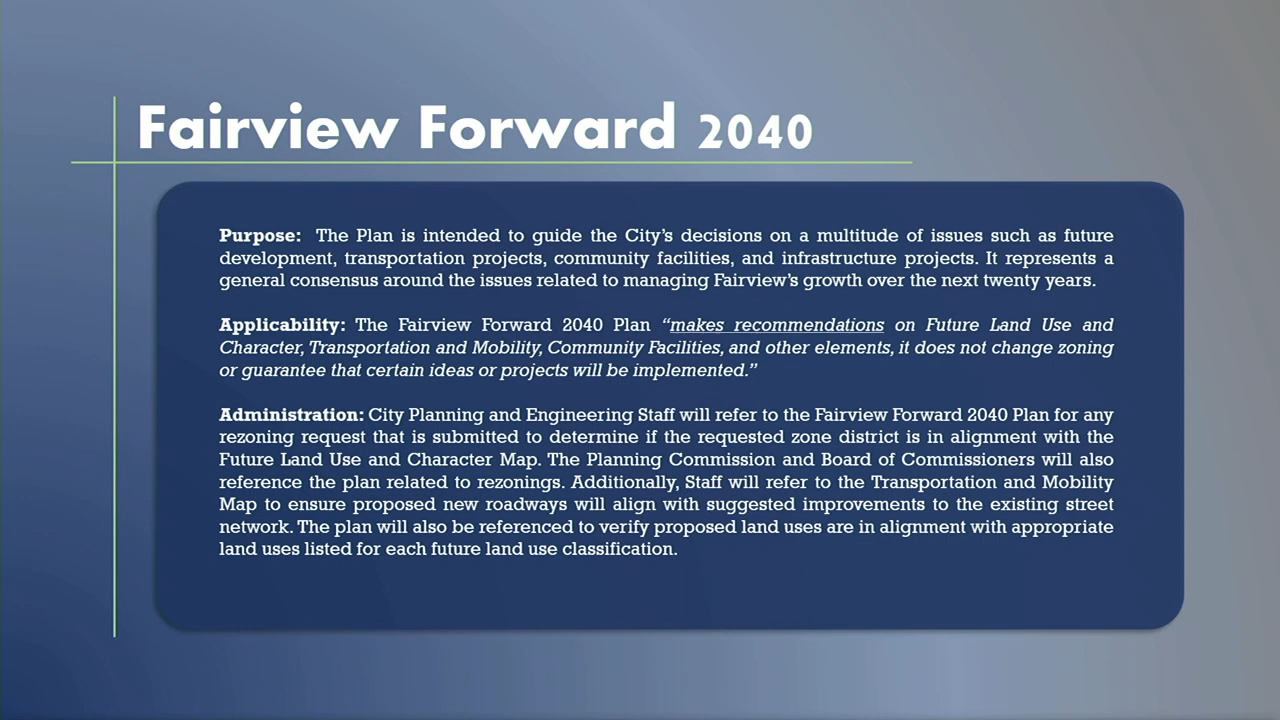 Fairview Forward 2040
Purpose: The Plan is intended to guide the City's decisions on a multitude of issues such as future
development, transportation projects, community facilities, and infrastructure projects. It represents a
general consensus around the issues related to managing Fairview's growth over the next twenty years.
Applicability: The Fairview Forward 2040 Plan “makes recommendations on Future Land Use and
Character, Transportation and Mobility, Community Facilities, and other elements, it does not change zoning
or guarantee that certain ideas or projects will be implemented.”
Administration: City Planning and Engineering Staff will refer to the Fairview Forward 2040 Plan for any
rezoning request that is submitted to determine if the requested zone district is in alignment with the
Future Land Use and Character Map. The Planning Commission and Board of Commissioners will also
reference the plan related to rezonings. Additionally, Staff will refer to the Transportation and Mobility
Map to ensure proposed new roadways will align with suggested improvements to the existing street
network. The plan will also be referenced to verify proposed land uses are in alignment with appropriate
land uses listed for each future land use classification.